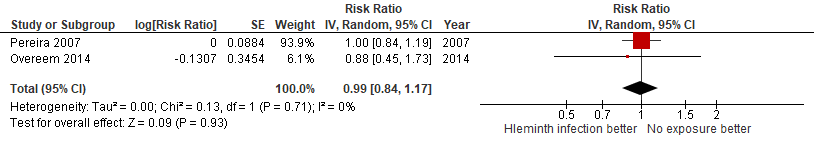 Risk Ratio Risk Ratio
Study or Subgroup log[Risk Ratio] SE Weight IV, Random, 95% CI Year IV, Random, 95% CI
Pereira 2007 0 0.0884 93.9% 1.00 [0.84, 1.19] 2007
Overeem 2014 -0.1307 0.3454 6.1% 0.88 [0.45, 1.73] 2014
Total (95% CI) 100.0% 0.99 [0.84, 1.17]
Heterogeneity: Tau² = 0.00; Chi² = 0.13, df = 1 (P = 0.71); I² = 0%
Test for overall effect: Z = 0.09 (P = 0.93)
0.5 0.7 1 1.5 2
Hleminth infection better No exposure better